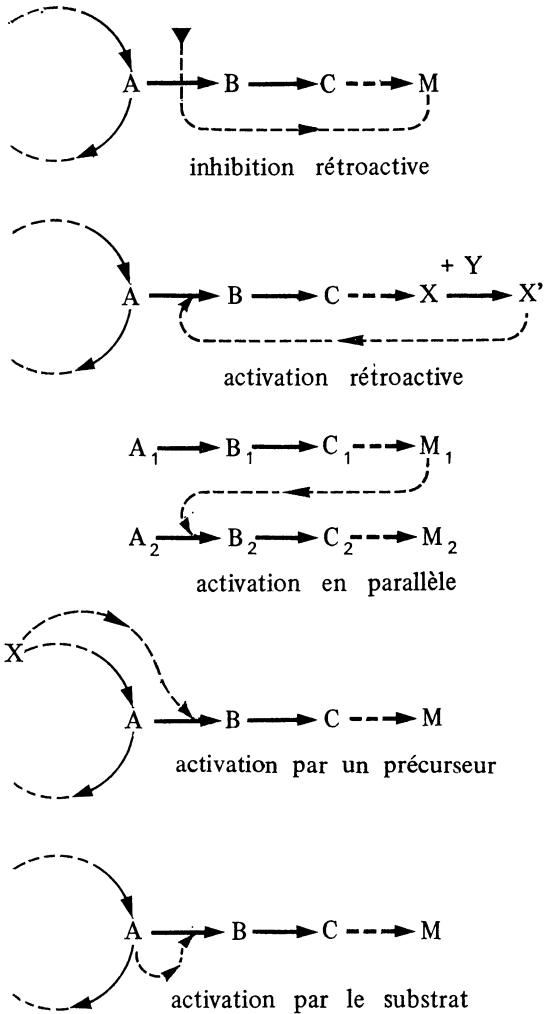 A B C M
inhibition rétroactive
+ Y
A B C X X'
activation rétroactive
A1 B1 C1 M1
A2 B2 C2 M2
activation en parallèle
X
A B C M
activation par un précurseur
A B C M
activation par le substrat